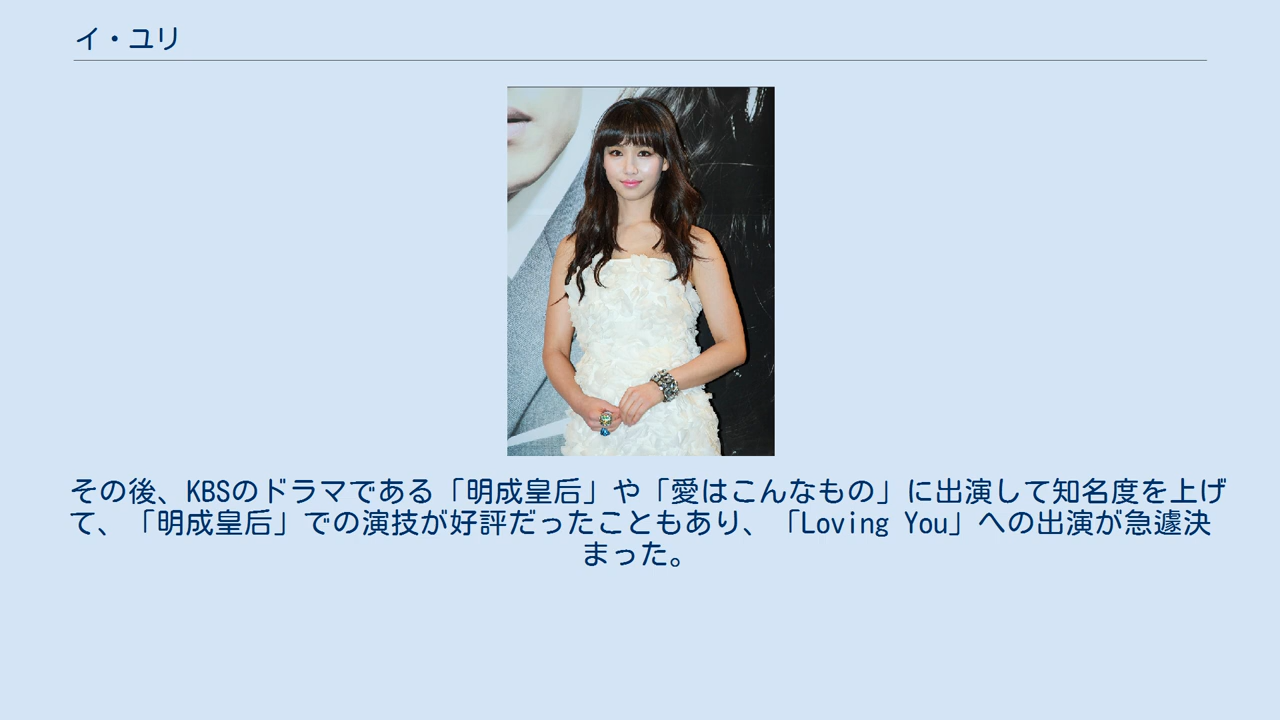 イ・ユリ
その後、KBSのドラマである「明成皇后」や「愛はこんなもの」に出演して知名度を上げ
て、「明成皇后」での演技が好評だったこともあり、「Loving You」への出演が急遽決
まった。